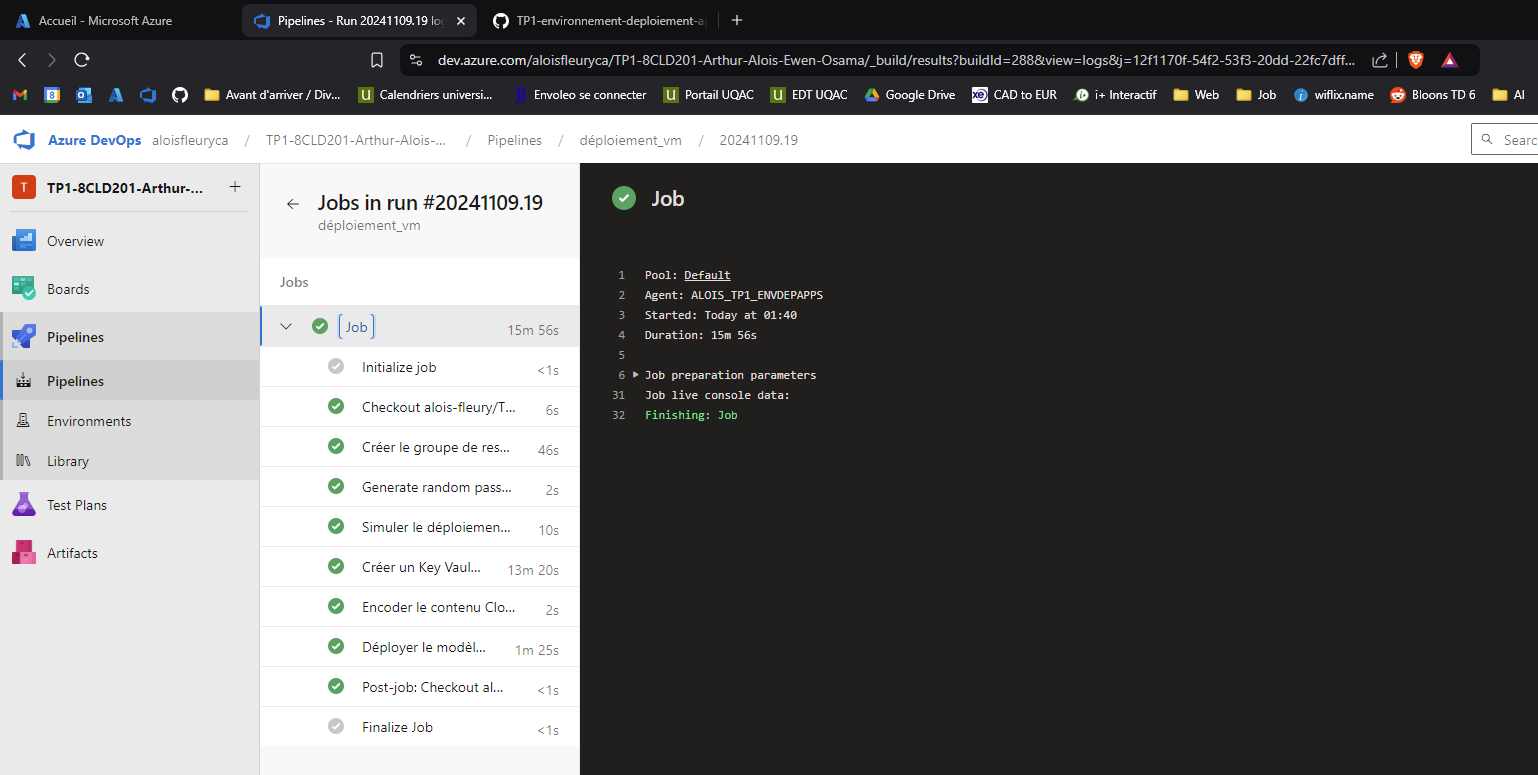 Accueil - Microsoft Azure
Pipelines - Run 20241109.19 log
TP1-environnement-deploiement-a
dev.azure.com/aloisfleuryca/TP1-8CLD201-Arthur-Alois-Ewen-Osama/_build/results?buildId=288&view=logs&j=12f1170f-54f2-53f3-20dd-22fc7dff...
Avant d'arriver / Div...
Calendriers universi...
Envoleo se connecter
Portail UQAC
EDT UQAC
Google Drive
CAD to EUR
i+ Interactif
Web
Job
wiflix.name
Bloons TD 6
AI
Azure DevOps aloisfleuryca / TP1-8CLD201-Arthur-Alois-... / Pipelines / déploiement_vm / 20241109.19
Searc
T TP1-8CLD201-Arthur-...
Overview
Boards
Pipelines
Pipelines
Environments
Library
Test Plans
Artifacts
Jobs in run #20241109.19
déploiement_vm
Jobs
Job 15m 56s
Initialize job <1s
Checkout alois-fleury/T... 6s
Créer le groupe de res... 46s
Generate random pass... 2s
Simuler le déploiemen... 10s
Créer un Key Vaul... 13m 20s
Encoder le contenu Clo... 2s
Déployer le modèl... 1m 25s
Post-job: Checkout al... <1s
Finalize Job <1s
Job
1 Pool: Default
2 Agent: ALOIS_TP1_ENVDEPAPPS
3 Started: Today at 01:40
4 Duration: 15m 56s
5
6 Job preparation parameters
31 Job live console data:
32 Finishing: Job